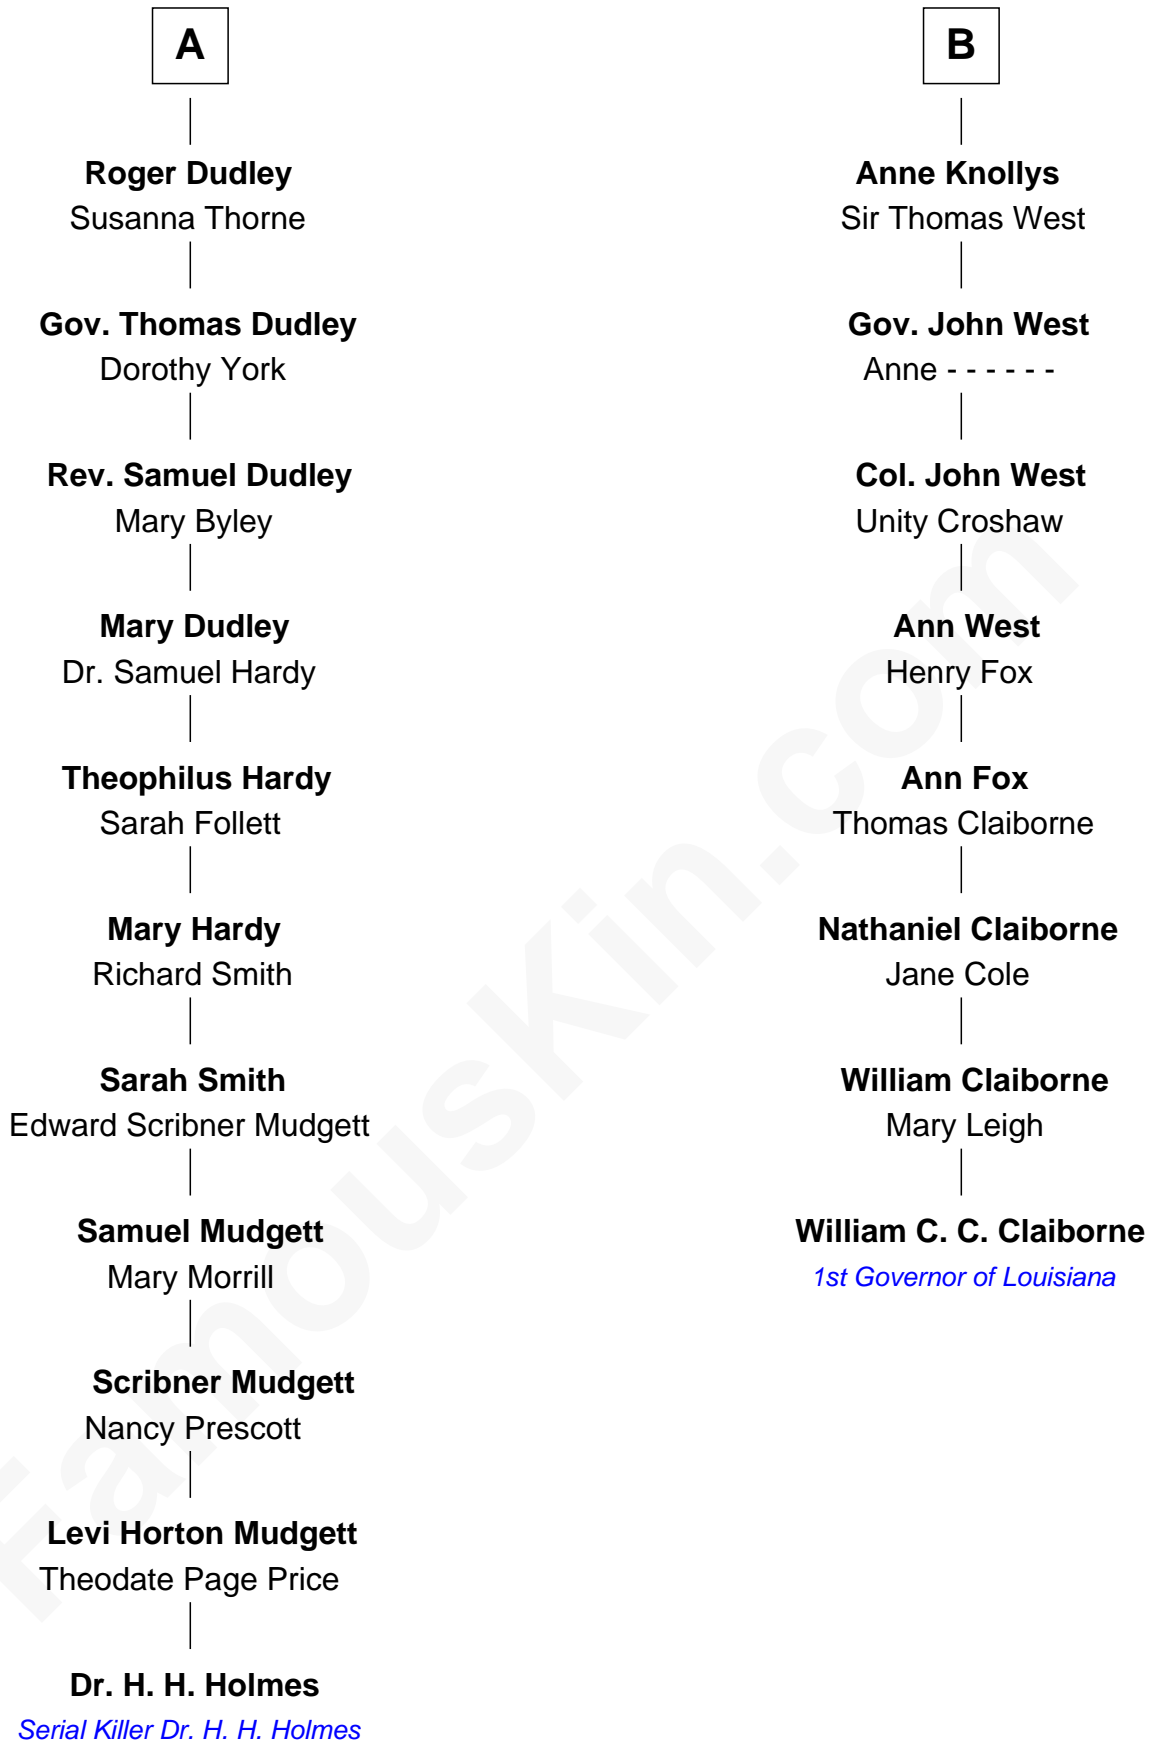 A
Roger Dudley
Susanna Thorne
Gov. Thomas Dudley
Dorothy York
Rev. Samuel Dudley
Mary Byley
Mary Dudley
Dr. Samuel Hardy
Theophilus Hardy
Sarah Follett
Mary Hardy
Richard Smith
Sarah Smith
Edward Scribner Mudgett
Samuel Mudgett
Mary Morrill
Scribner Mudgett
Nancy Prescott
Levi Horton Mudgett
Theodate Page Price
Dr. H. H. Holmes
Serial Killer Dr. H. H. Holmes
B
Anne Knollys
Sir Thomas West
Gov. John West
Anne - - - - - -
Col. John West
Unity Croshaw
Ann West
Henry Fox
Ann Fox
Thomas Claiborne
Nathaniel Claiborne
Jane Cole
William Claiborne
Mary Leigh
William C. C. Claiborne
1st Governor of Louisiana
FamousKin.com